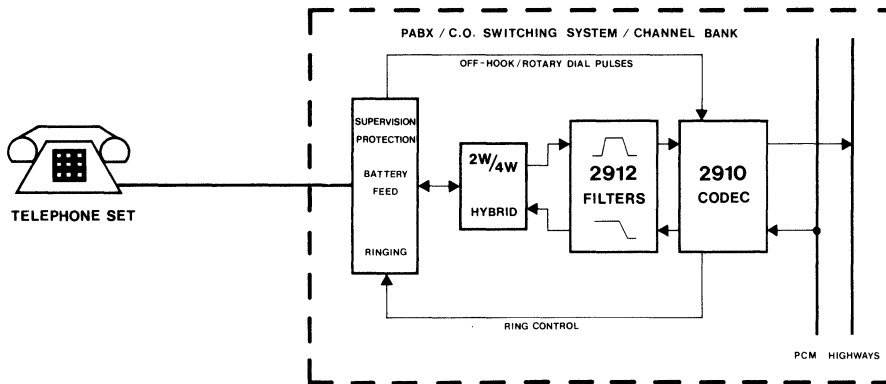 PABX / C.O. SWITCHING SYSTEM / CHANNEL BANK
OFF-HOOK/ROTARY DIAL PULSES
SUPERVISION
PROTECTION
BATTERY
FEED
RINGING
2W/4W
HYBRID
2912
FILTERS
2910
CODEC
TELEPHONE SET
RING CONTROL
PCM HIGHWAYS